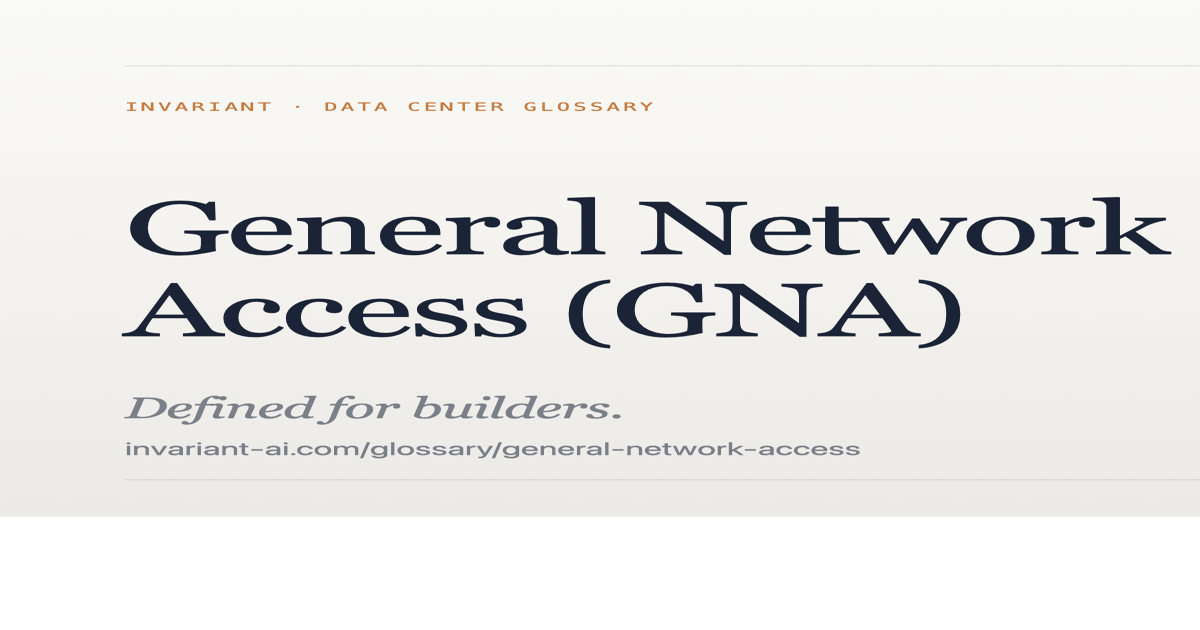 INVARIANT · DATA CENTER GLOSSARY
General Network
Access (GNA)
Defined for builders.
invariant-ai.com/glossary/general-network-access